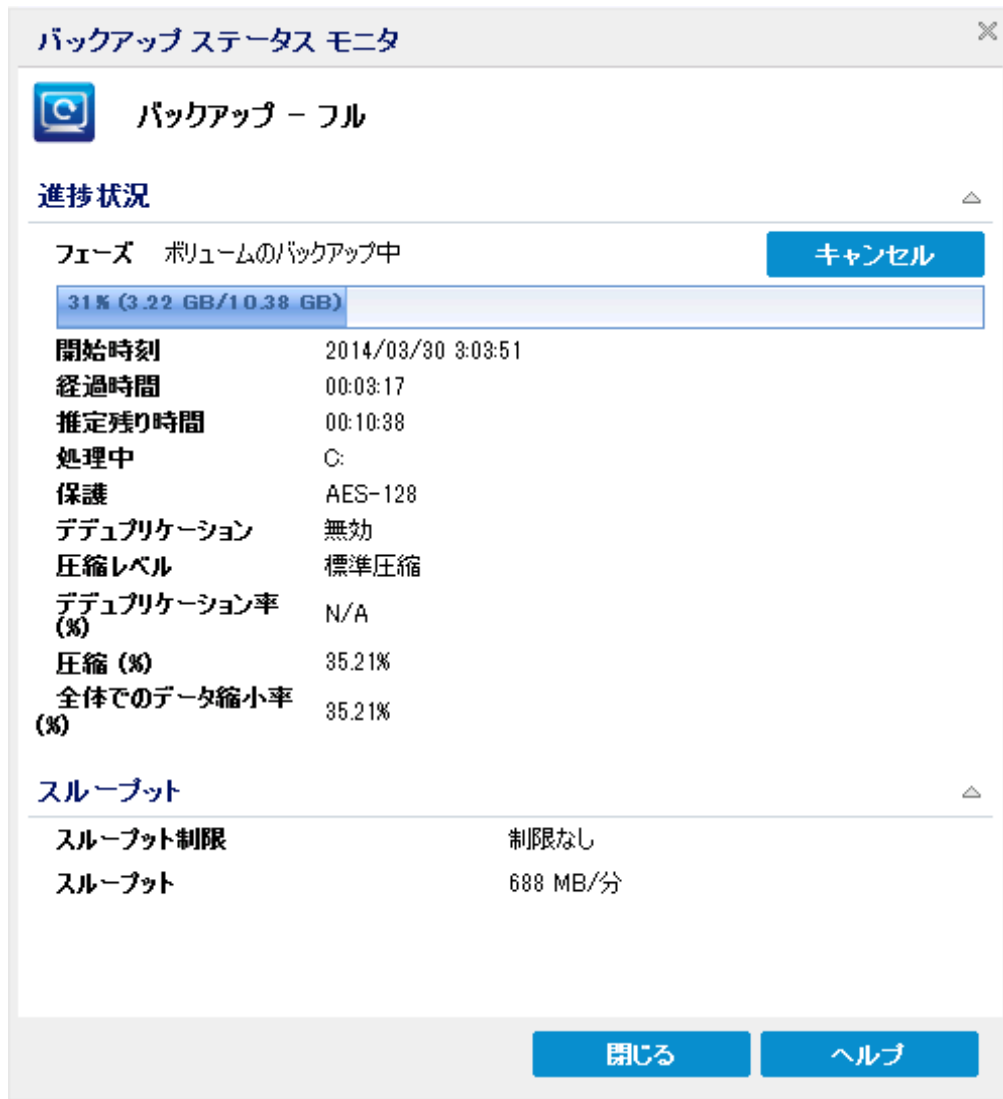 バックアップ ステータス モニタ
バックアップ - フル
進捗状況
フェーズ ボリュームのバックアップ中 キャンセル
31% (3.22 GB/10.38 GB)
開始時刻 2014/03/30 3:03:51
経過時間 00:03:17
推定残り時間 00:10:38
処理中 C:
保護 AES-128
デデュプリケーション 無効
圧縮レベル 標準圧縮
デデュプリケーション率
(%) N/A
圧縮 (%) 35.21%
全体でのデータ縮小率
(%) 35.21%
スループット
スループット制限 制限なし
スループット 688 MB/分
閉じる ヘルプ